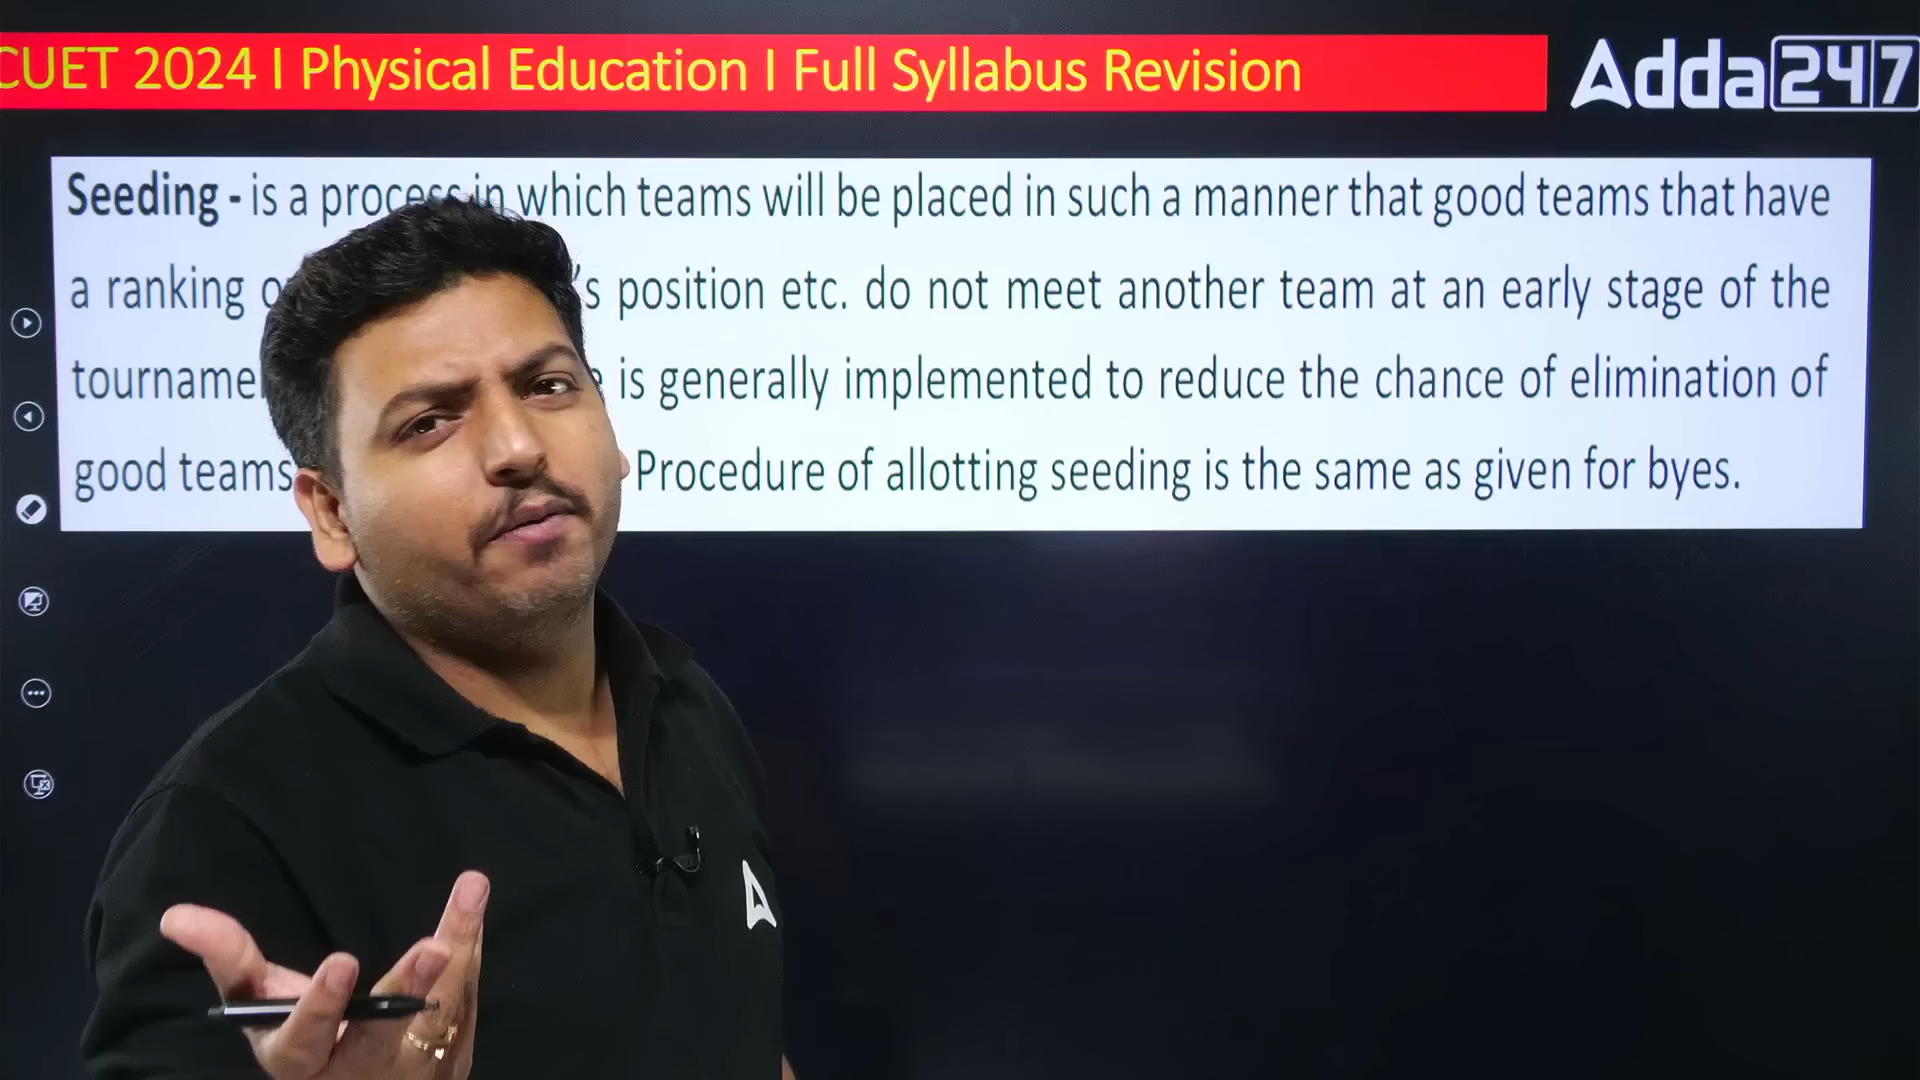 CUET 2024 I Physical Education I Full Syllabus Revision
Adda247
Seeding - is a process in which teams will be placed in such a manner that good teams that have
a ranking 's position etc. do not meet another team at an early stage of the
is generally implemented to reduce the chance of elimination of
good teams Procedure of allotting seeding is the same as given for byes.